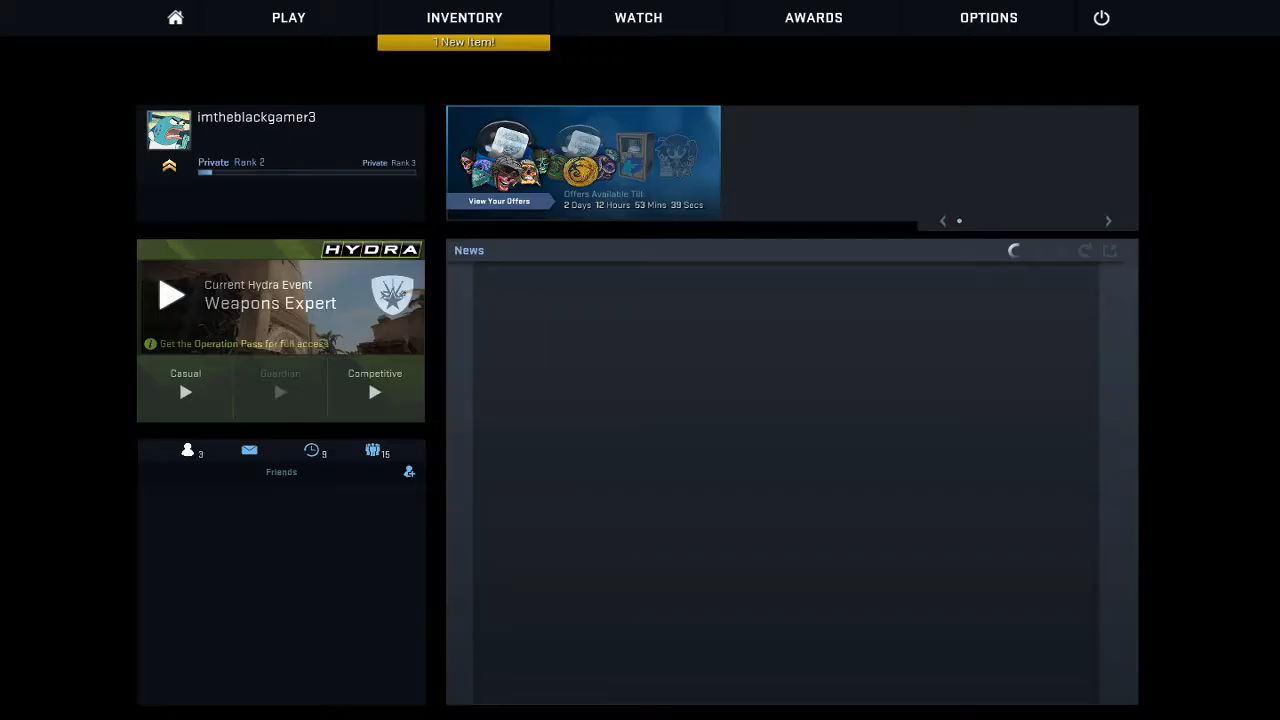 PLAY
INVENTORY
WATCH
AWARDS
OPTIONS
1 New Item!
imtheblackgamer3
Private Rank 2
Private Rank 3
View Your Offers
Offers Available Till:
2 Days 12 Hours 53 Mins 39 Secs
HYDRA
Current Hydra Event
Weapons Expert
Get the Operation Pass for full access
Casual
Guardian
Competitive
News
3
9
15
Friends